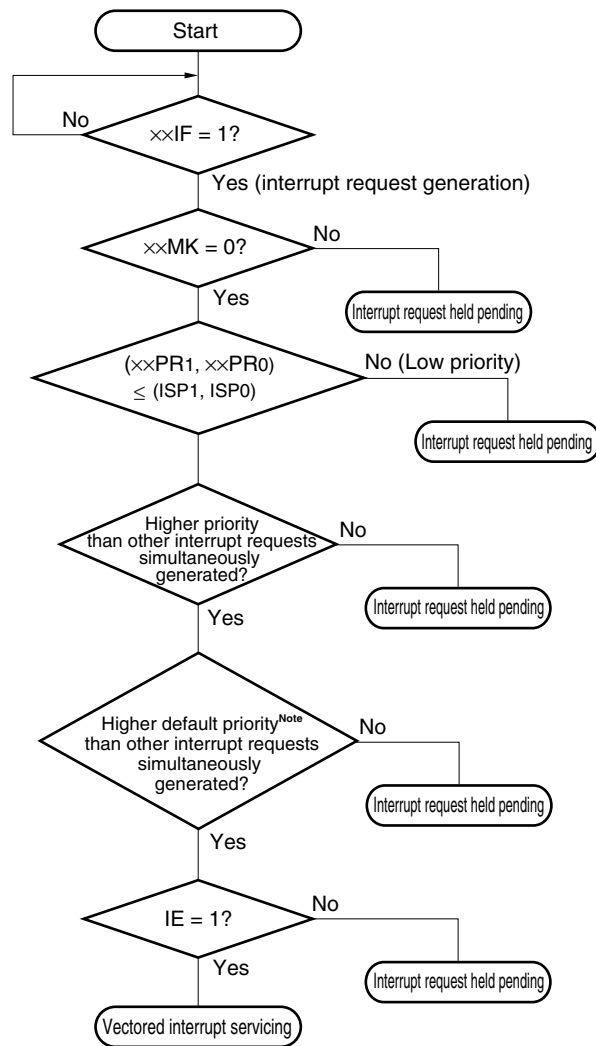 Start
No
××IF = 1?
Yes (interrupt request generation)
××MK = 0?
No
Yes
Interrupt request held pending
(××PR1, ××PR0)
≤ (ISP1, ISP0)
No (Low priority)
Interrupt request held pending
Higher priority
than other interrupt requests
simultaneously
generated?
No
Interrupt request held pending
Yes
Higher default priorityNote
than other interrupt requests
simultaneously
generated?
No
Interrupt request held pending
Yes
IE = 1?
No
Yes
Interrupt request held pending
Vectored interrupt servicing